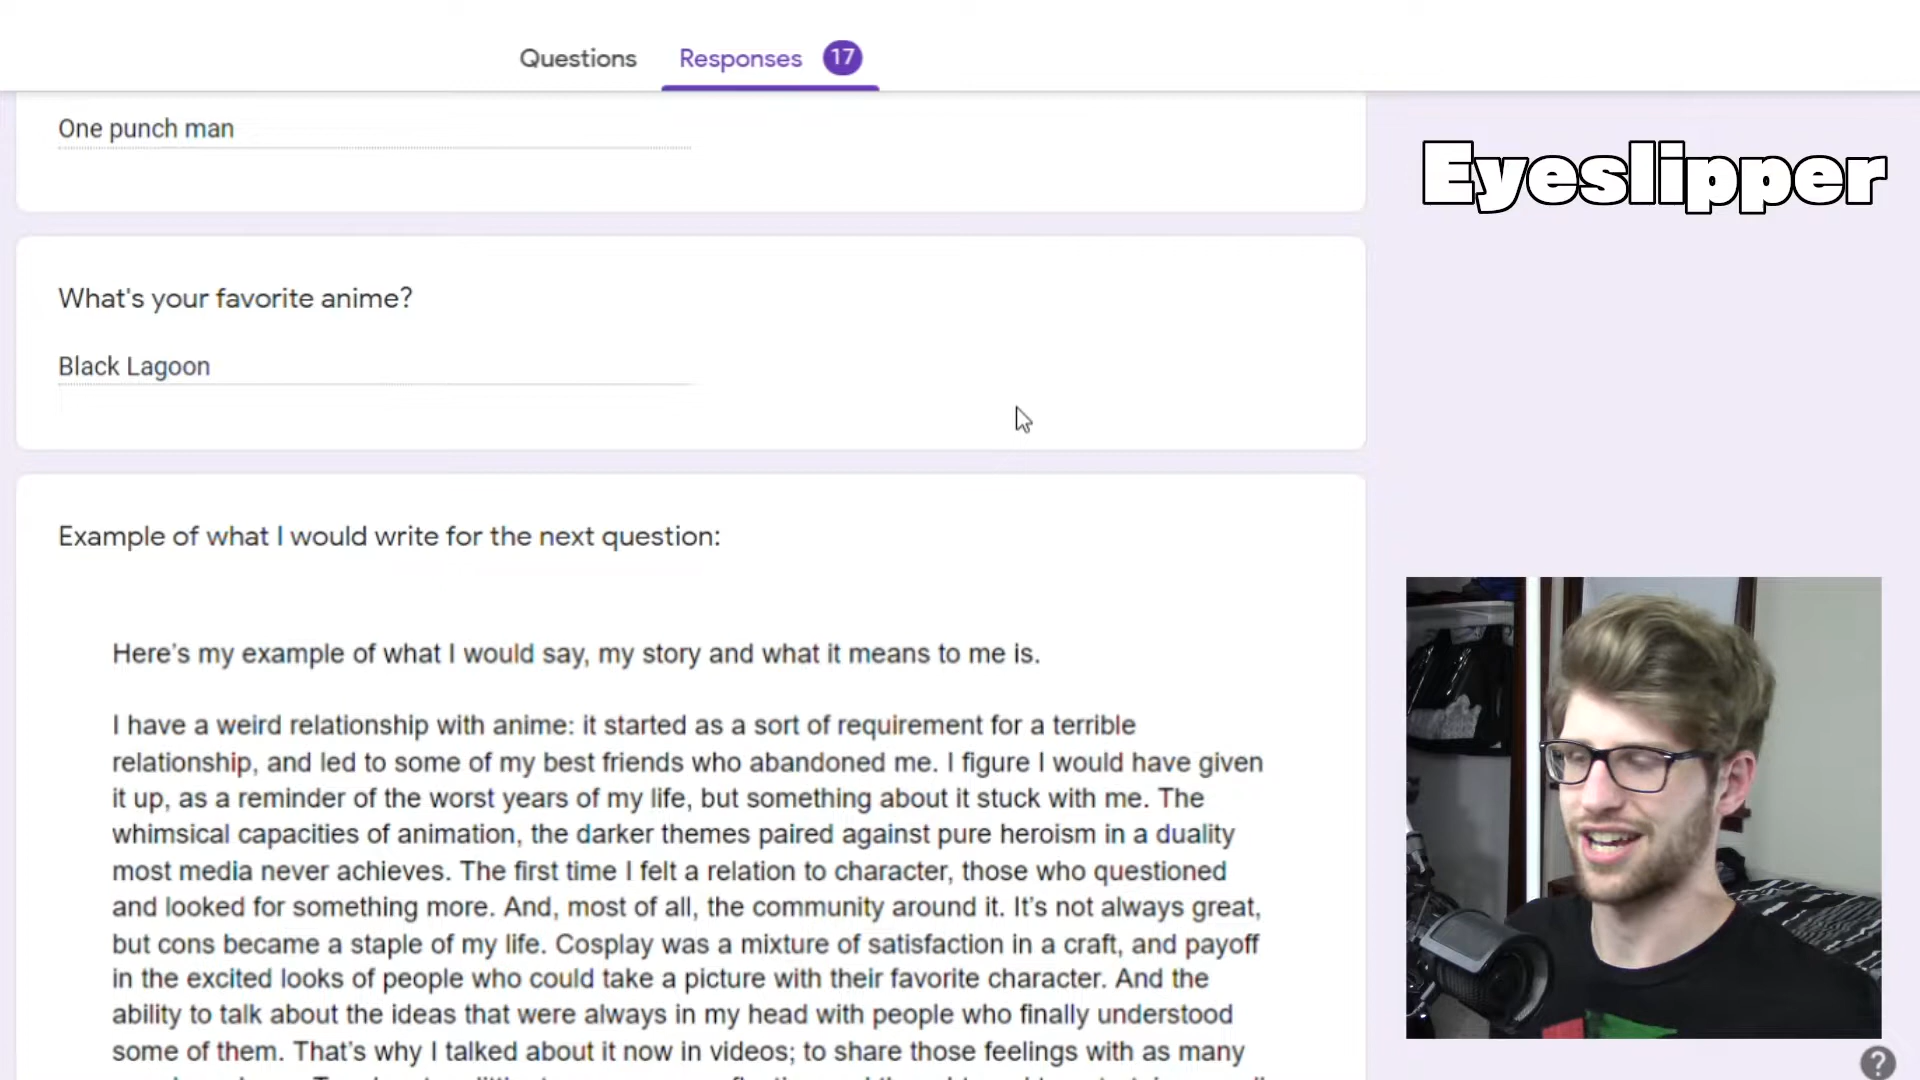 Questions
Responses
17
One punch man
Eyeslipper
What's your favorite anime?
Black Lagoon
Example of what I would write for the next question:
Here's my example of what I would say, my story and what it means to me is.
I have a weird relationship with anime: it started as a sort of requirement for a terrible
relationship, and led to some of my best friends who abandoned me. I figure I would have given
it up, as a reminder of the worst years of my life, but something about it stuck with me. The
whimsical capacities of animation, the darker themes paired against pure heroism in a duality
most media never achieves. The first time I felt a relation to character, those who questioned
and looked for something more. And, most of all, the community around it. It's not always great,
but cons became a staple of my life. Cosplay was a mixture of satisfaction in a craft, and payoff
in the excited looks of people who could take a picture with their favorite character. And the
ability to talk about the ideas that were always in my head with people who finally understood
some of them. That's why I talked about it now in videos; to share those feelings with as many
?